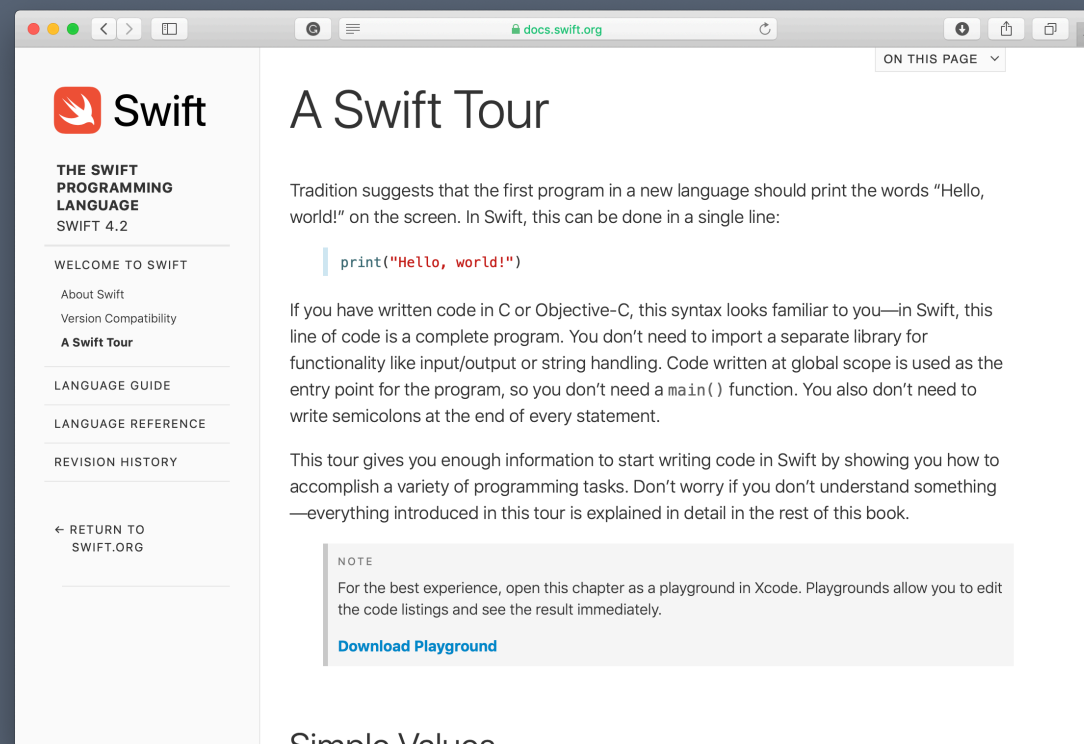 docs.swift.org
ON THIS PAGE
Swift
THE SWIFT
PROGRAMMING
LANGUAGE
SWIFT 4.2
WELCOME TO SWIFT
About Swift
Version Compatibility
A Swift Tour
LANGUAGE GUIDE
LANGUAGE REFERENCE
REVISION HISTORY
← RETURN TO
SWIFT.ORG
A Swift Tour
Tradition suggests that the first program in a new language should print the words “Hello,
world!” on the screen. In Swift, this can be done in a single line:
print("Hello, world!")
If you have written code in C or Objective-C, this syntax looks familiar to you—in Swift, this
line of code is a complete program. You don’t need to import a separate library for
functionality like input/output or string handling. Code written at global scope is used as the
entry point for the program, so you don’t need a main() function. You also don’t need to
write semicolons at the end of every statement.
This tour gives you enough information to start writing code in Swift by showing you how to
accomplish a variety of programming tasks. Don’t worry if you don’t understand something
—everything introduced in this tour is explained in detail in the rest of this book.
NOTE
For the best experience, open this chapter as a playground in Xcode. Playgrounds allow you to edit
the code listings and see the result immediately.
Download Playground
Simple Values